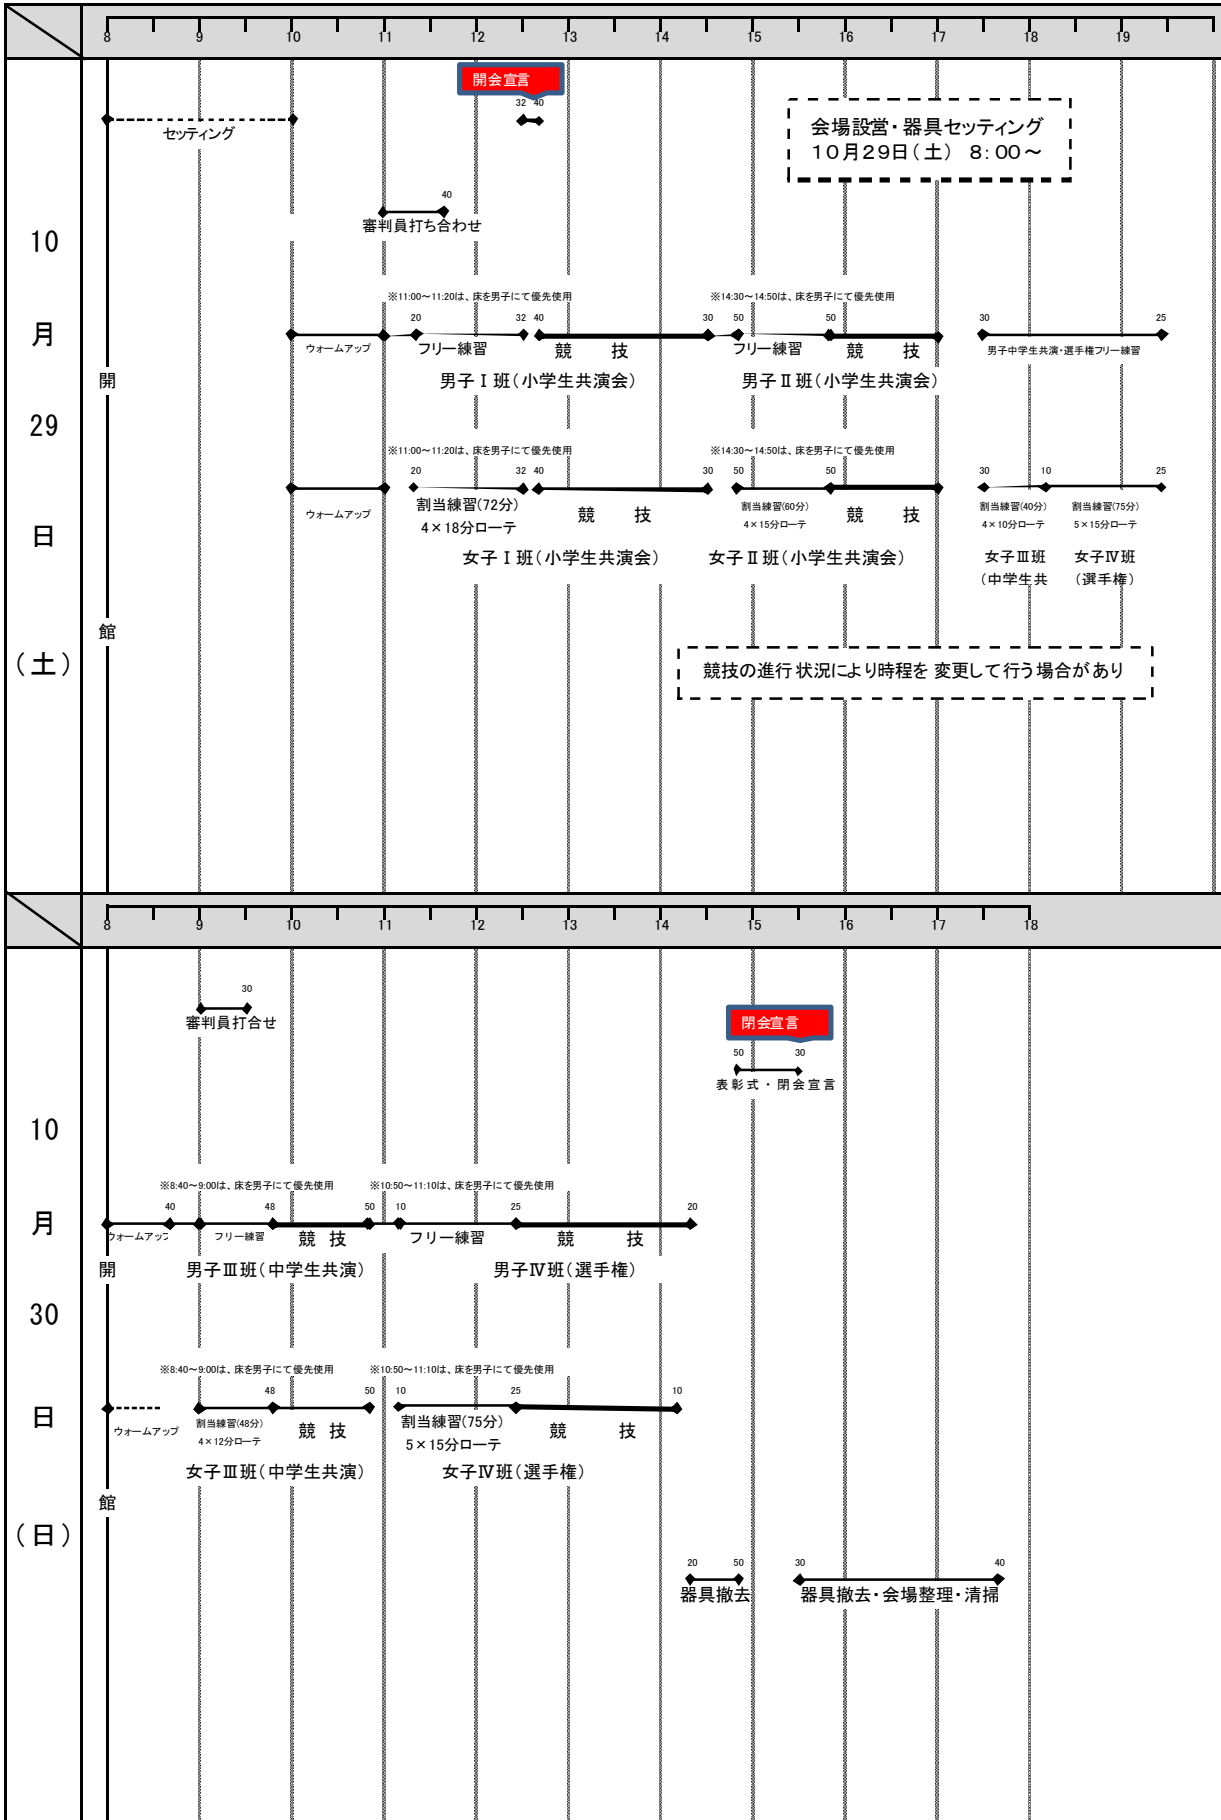 8 9 10 11 12 13 14 15 16 17 18 19
開会宣言
32 40
セッティング
会場設営・器具セッティング
10月29日(土) 8:00～
40
審判員打ち合わせ
10
月
29
日
(土)
開
館
※11:00～11:20は、床を男子にて優先使用
※14:30～14:50は、床を男子にて優先使用
20 32 40 30 50 50 30 25
ウォームアップ フリー練習 競 技 フリー練習 競 技 男子中学生共演・選手権フリー練習
男子Ⅰ班(小学生共演会) 男子Ⅱ班(小学生共演会)
※11:00～11:20は、床を男子にて優先使用
※14:30～14:50は、床を男子にて優先使用
20 32 40 30 50 50 30 10 25
ウォームアップ 割当練習(72分) 競 技 割当練習(60分) 競 技 割当練習(40分) 割当練習(75分)
4×18分ローテ 4×15分ローテ 4×10分ローテ 5×15分ローテ
女子Ⅰ班(小学生共演会) 女子Ⅱ班(小学生共演会) 女子Ⅲ班 女子Ⅳ班
(中学生共 (選手権)
競技の進行状況により時程を変更して行う場合があり
8 9 10 11 12 13 14 15 16 17 18
30
審判員打合せ
閉会宣言
50 30
表彰式・閉会宣言
10
月
30
日
(日)
開
館
※8:40～9:00は、床を男子にて優先使用 ※10:50～11:10は、床を男子にて優先使用
40 48 50 10 25 20
ウォームアップ フリー練習 競 技 フリー練習 競 技
男子Ⅲ班(中学生共演) 男子Ⅳ班(選手権)
※8:40～9:00は、床を男子にて優先使用 ※10:50～11:10は、床を男子にて優先使用
48 50 10 25 10
ウォームアップ 割当練習(48分) 競 技 割当練習(75分) 競 技
4×12分ローテ 5×15分ローテ
女子Ⅲ班(中学生共演) 女子Ⅳ班(選手権)
20 50 30 40
器具撤去 器具撤去・会場整理・清掃